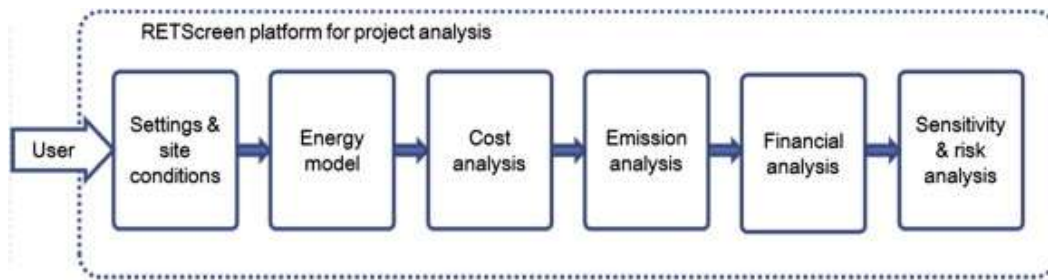 RETScreen platform for project analysis
User
Settings &
site
conditions
Energy
model
Cost
analysis
Emission
analysis
Financial
analysis
Sensitivity
& risk
analysis